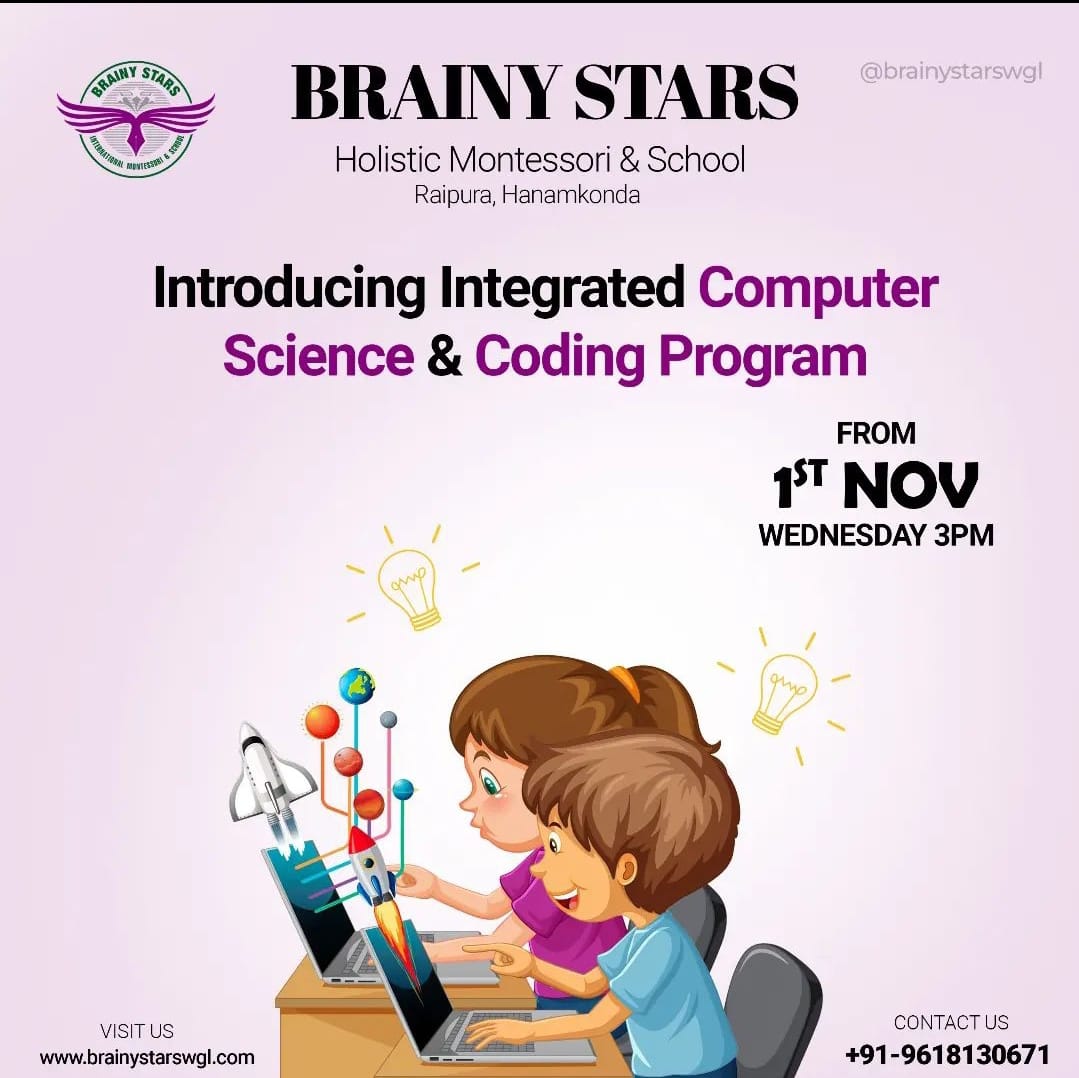 BRAINY STARS
INTERNATIONAL MONTESSORI & SCHOOL
BRAINY STARS
@brainystarswgl
Holistic Montessori & School
Raipura, Hanamkonda
Introducing Integrated Computer
Science & Coding Program
FROM
1ST NOV
WEDNESDAY 3PM
VISIT US
www.brainystarswgl.com
CONTACT US
+91-9618130671